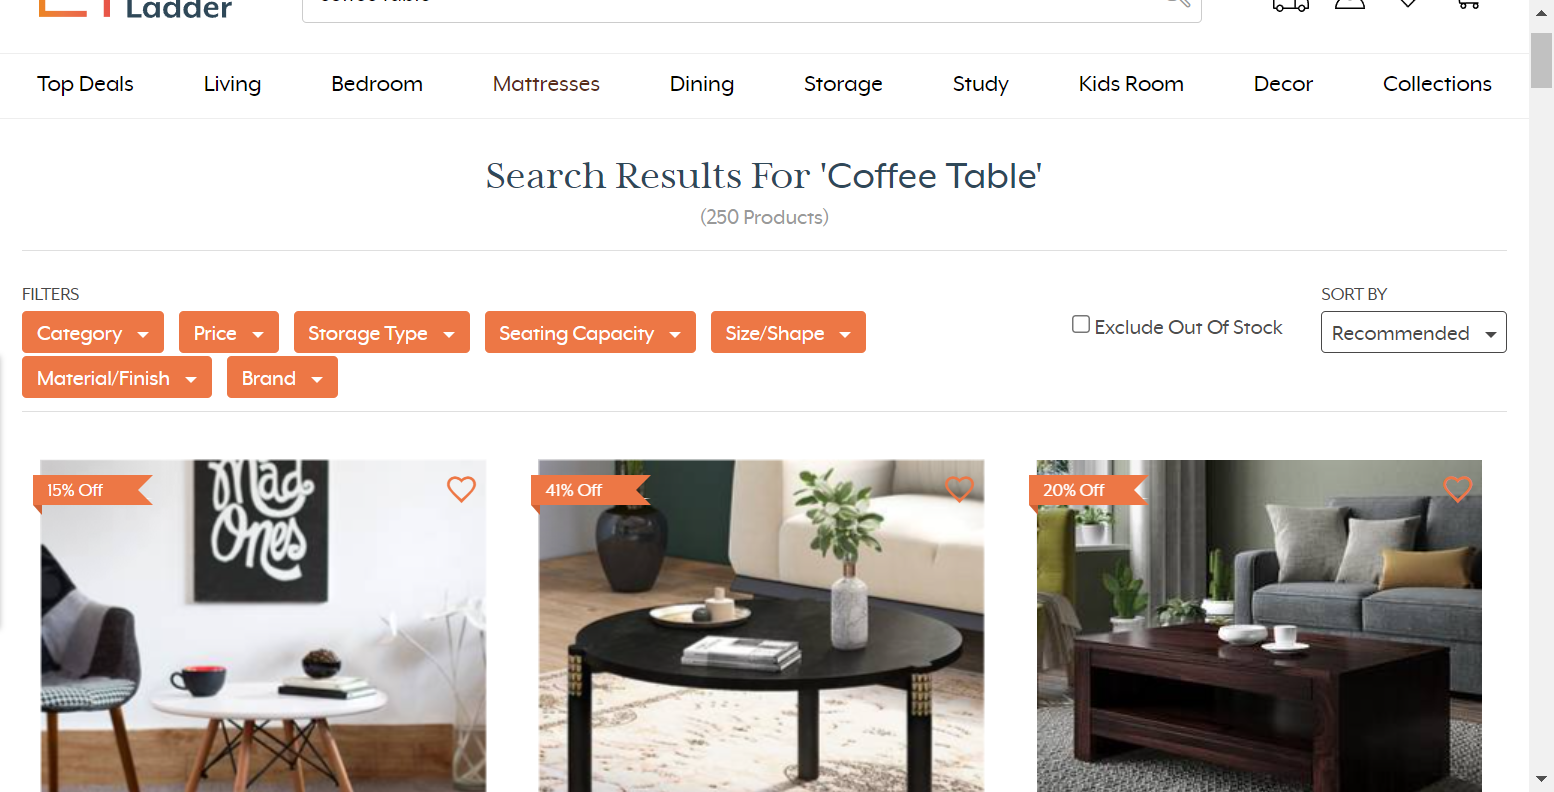 Ladder
Top Deals Living Bedroom Mattresses Dining Storage Study Kids Room Decor Collections
Search Results For 'Coffee Table'
(250 Products)
FILTERS
SORT BY
Category Price Storage Type Seating Capacity Size/Shape
Exclude Out Of Stock
Recommended
Material/Finish Brand
15% Off
41% Off
20% Off
Mad
Ones